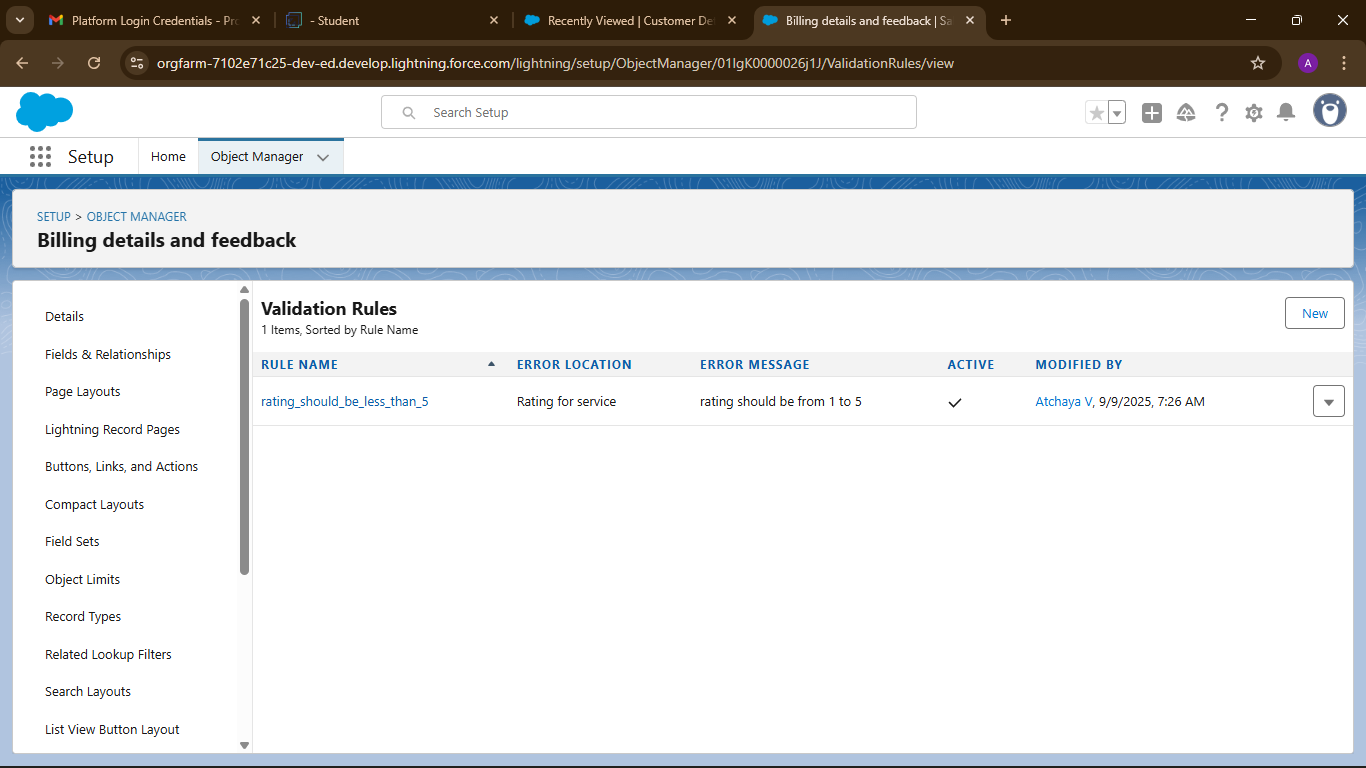 Platform Login Credentials - Pr
- Student
Recently Viewed | Customer De
Billing details and feedback | Sa
orgfarm-7102e71c25-dev-ed.develop.lightning.force.com/lightning/setup/ObjectManager/01IgK0000026j1J/ValidationRules/view
A
Search Setup
Setup
Home
Object Manager
SETUP > OBJECT MANAGER
Billing details and feedback
Details
Fields & Relationships
Page Layouts
Lightning Record Pages
Buttons, Links, and Actions
Compact Layouts
Field Sets
Object Limits
Record Types
Related Lookup Filters
Search Layouts
List View Button Layout
Validation Rules
1 Items, Sorted by Rule Name
New
RULE NAME ERROR LOCATION ERROR MESSAGE ACTIVE MODIFIED BY
rating_should_be_less_than_5 Rating for service rating should be from 1 to 5 Atchaya V, 9/9/2025, 7:26 AM